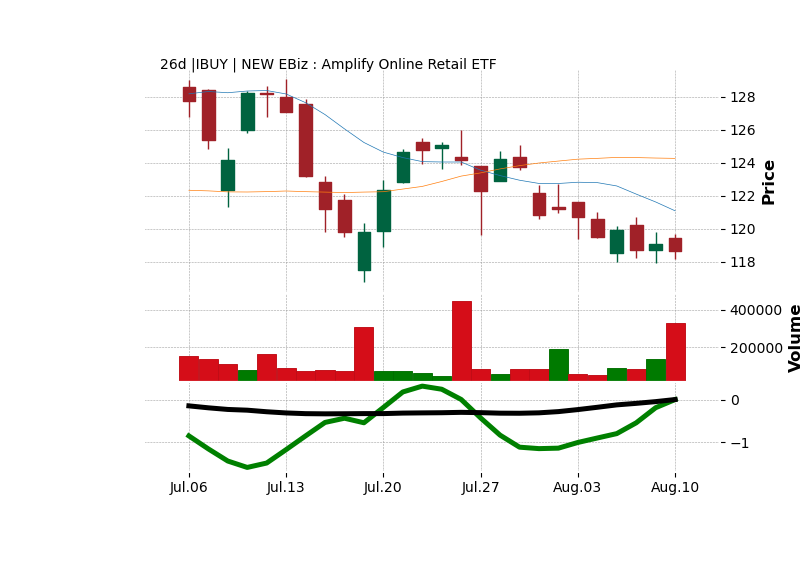 26d |IBUY | NEW EBiz : Amplify Online Retail ETF
128
126
124
122
120
118
Price
400000
200000
Volume
0
−1
Jul.06 Jul.13 Jul.20 Jul.27 Aug.03 Aug.10